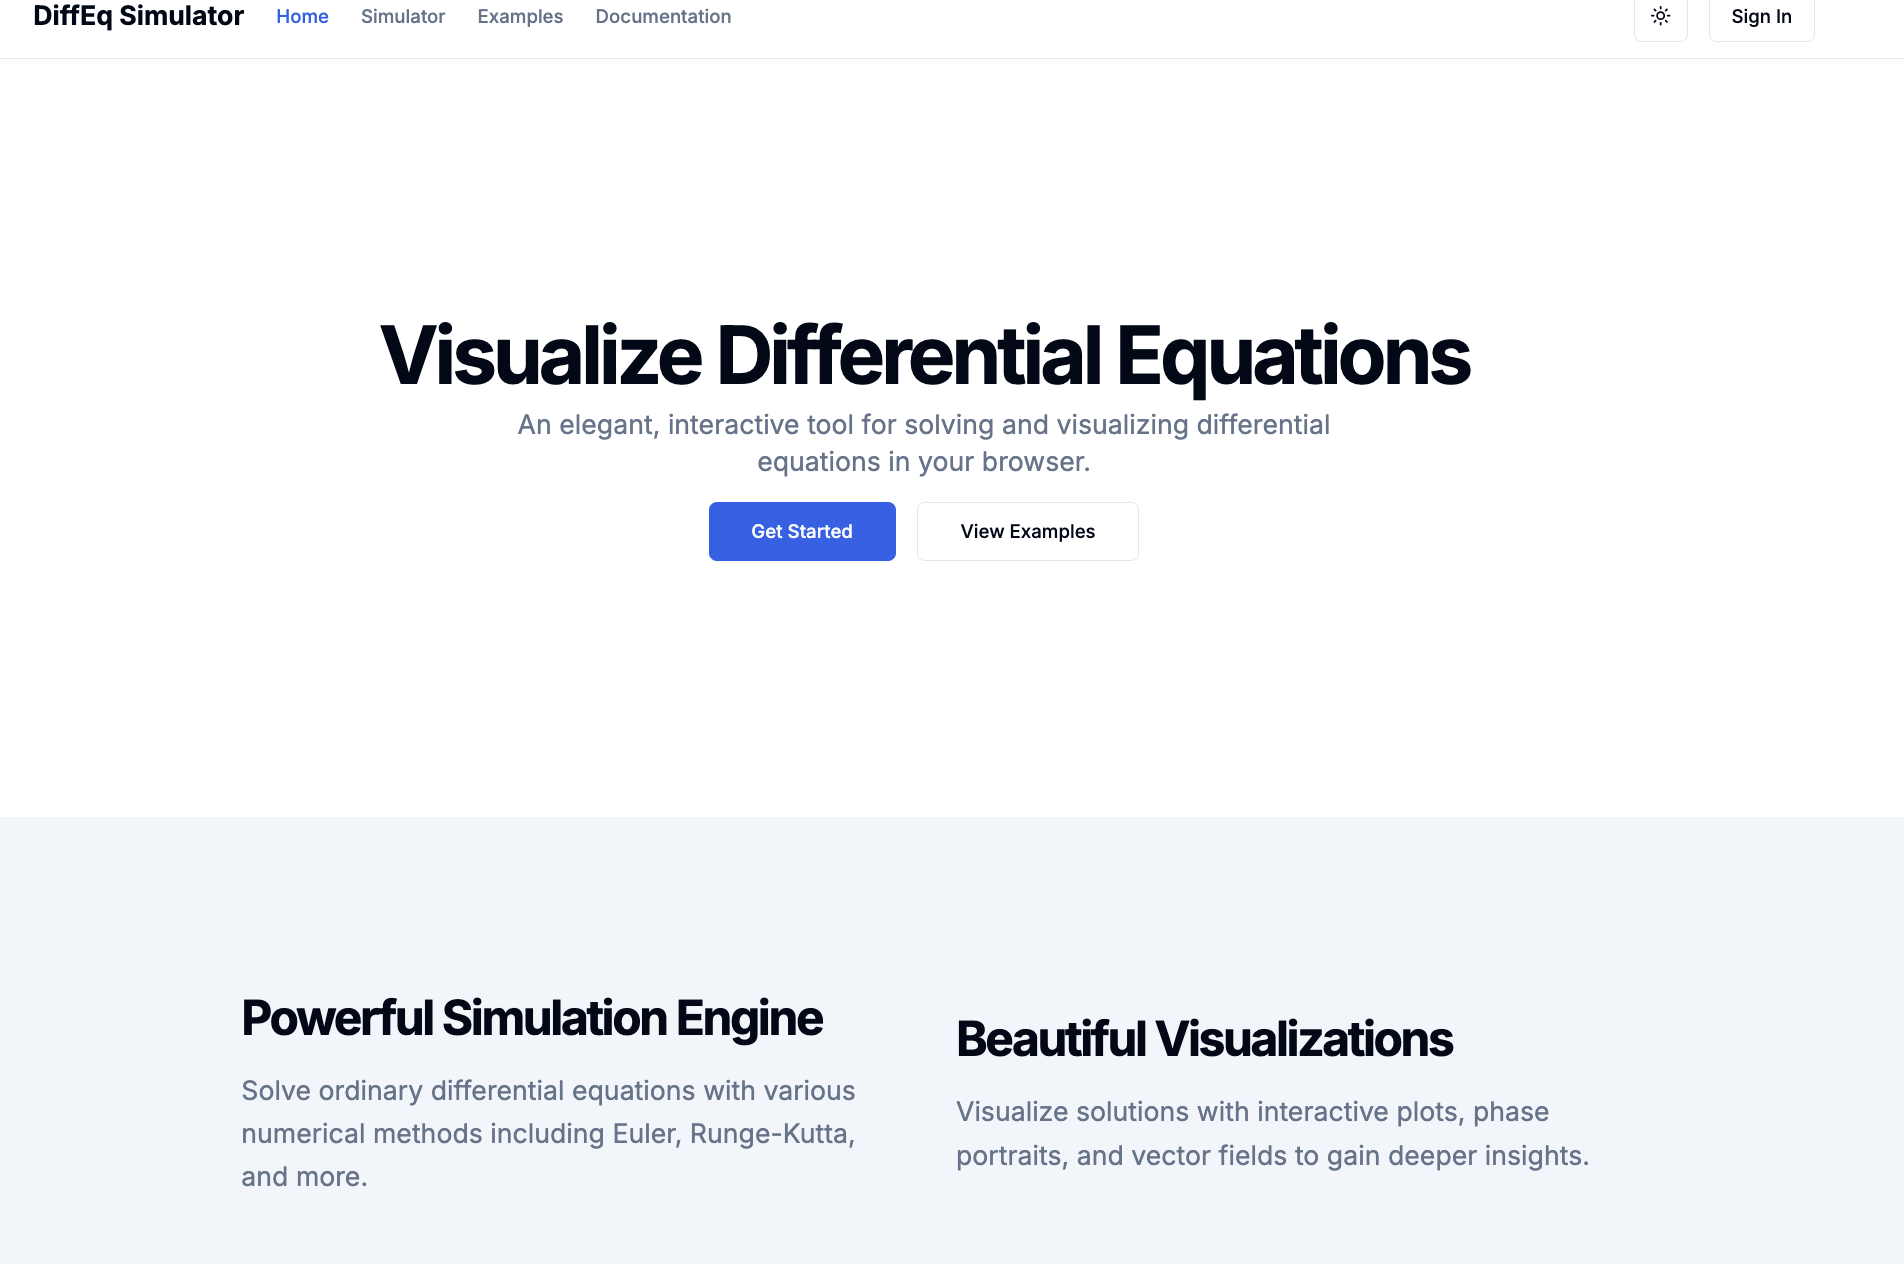 DiffEq Simulator Home Simulator Examples Documentation Sign In
Visualize Differential Equations
An elegant, interactive tool for solving and visualizing differential
equations in your browser.
Get Started View Examples
Powerful Simulation Engine
Solve ordinary differential equations with various
numerical methods including Euler, Runge-Kutta,
and more.
Beautiful Visualizations
Visualize solutions with interactive plots, phase
portraits, and vector fields to gain deeper insights.